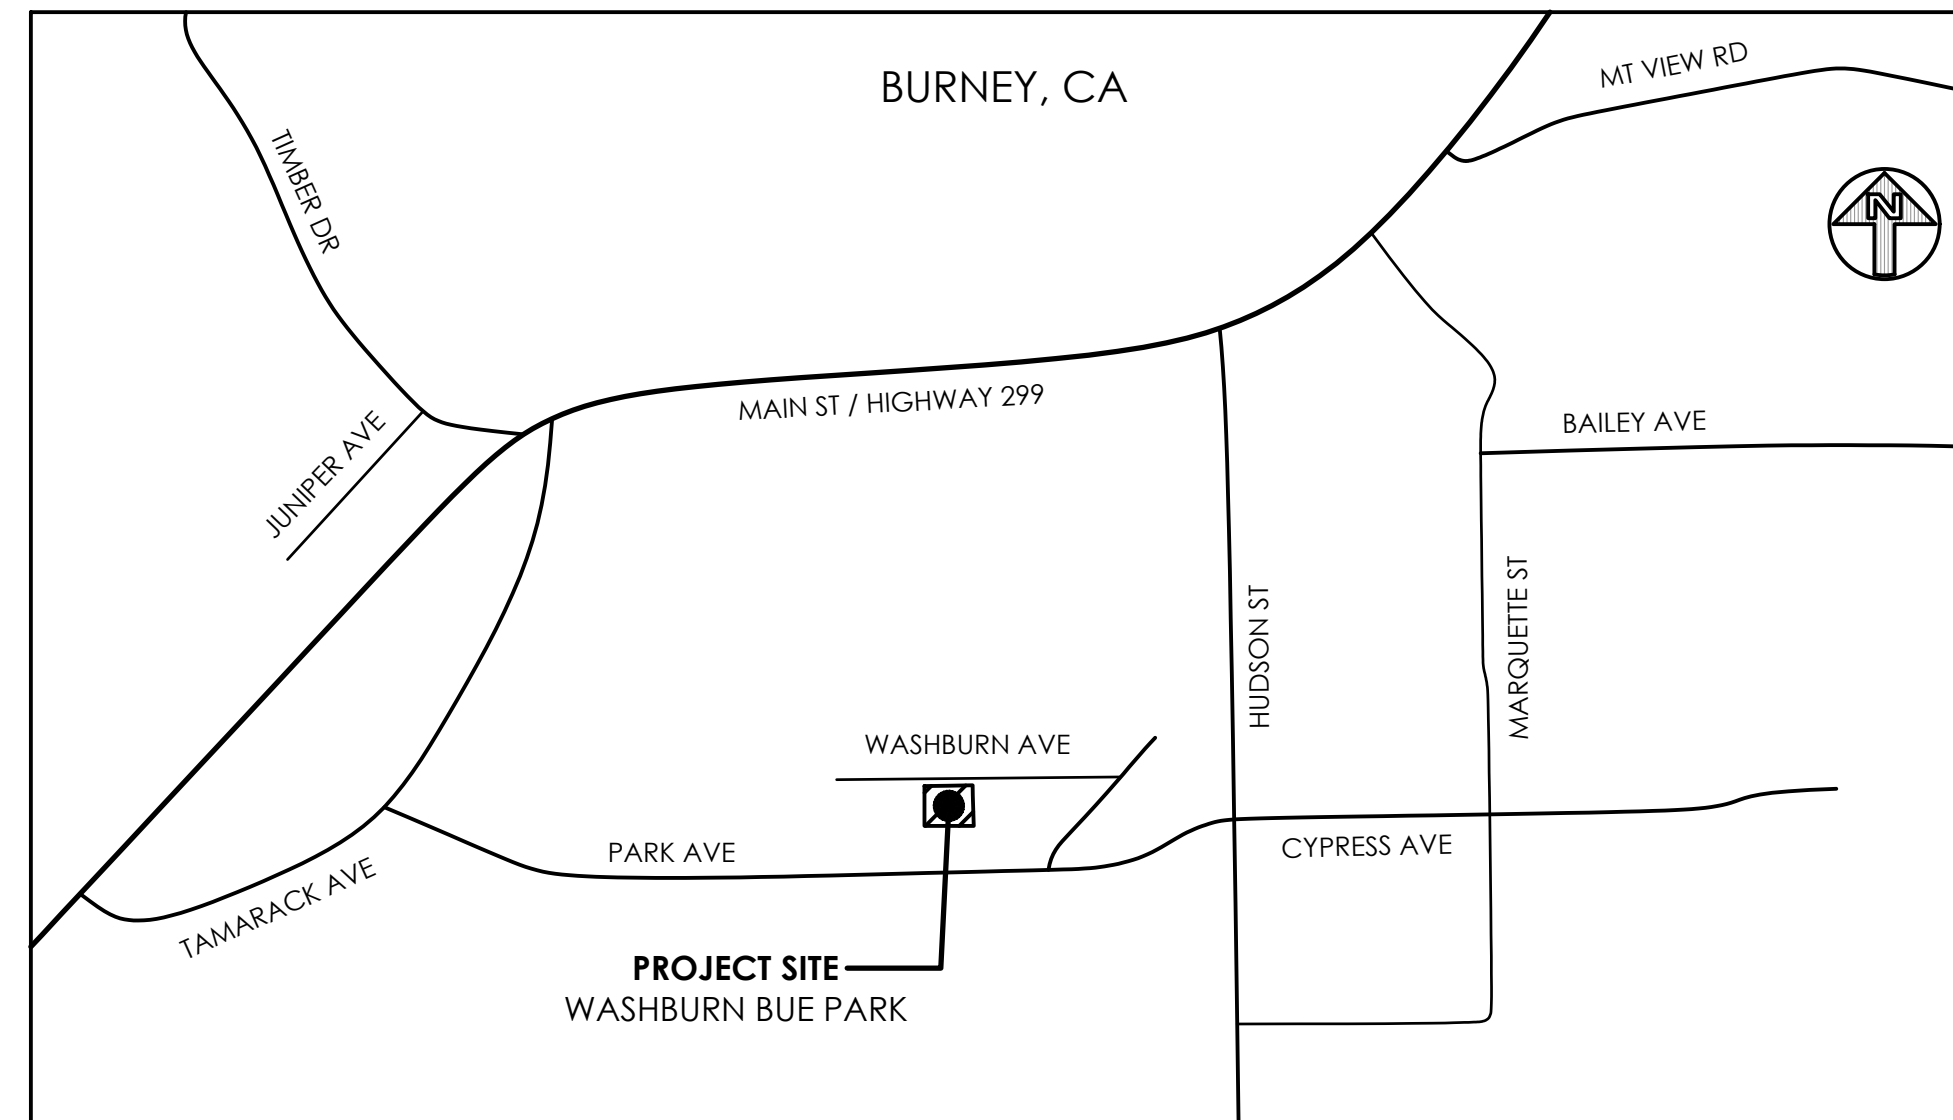 BURNEY, CA
MT VIEW RD
TIMBER DR
N
MAIN ST / HIGHWAY 299
JUNIPER AVE
BAILEY AVE
HUDSON ST
MARQUETTE ST
WASHBURN AVE
PARK AVE
CYPRESS AVE
TAMARACK AVE
PROJECT SITE
WASHBURN BUE PARK